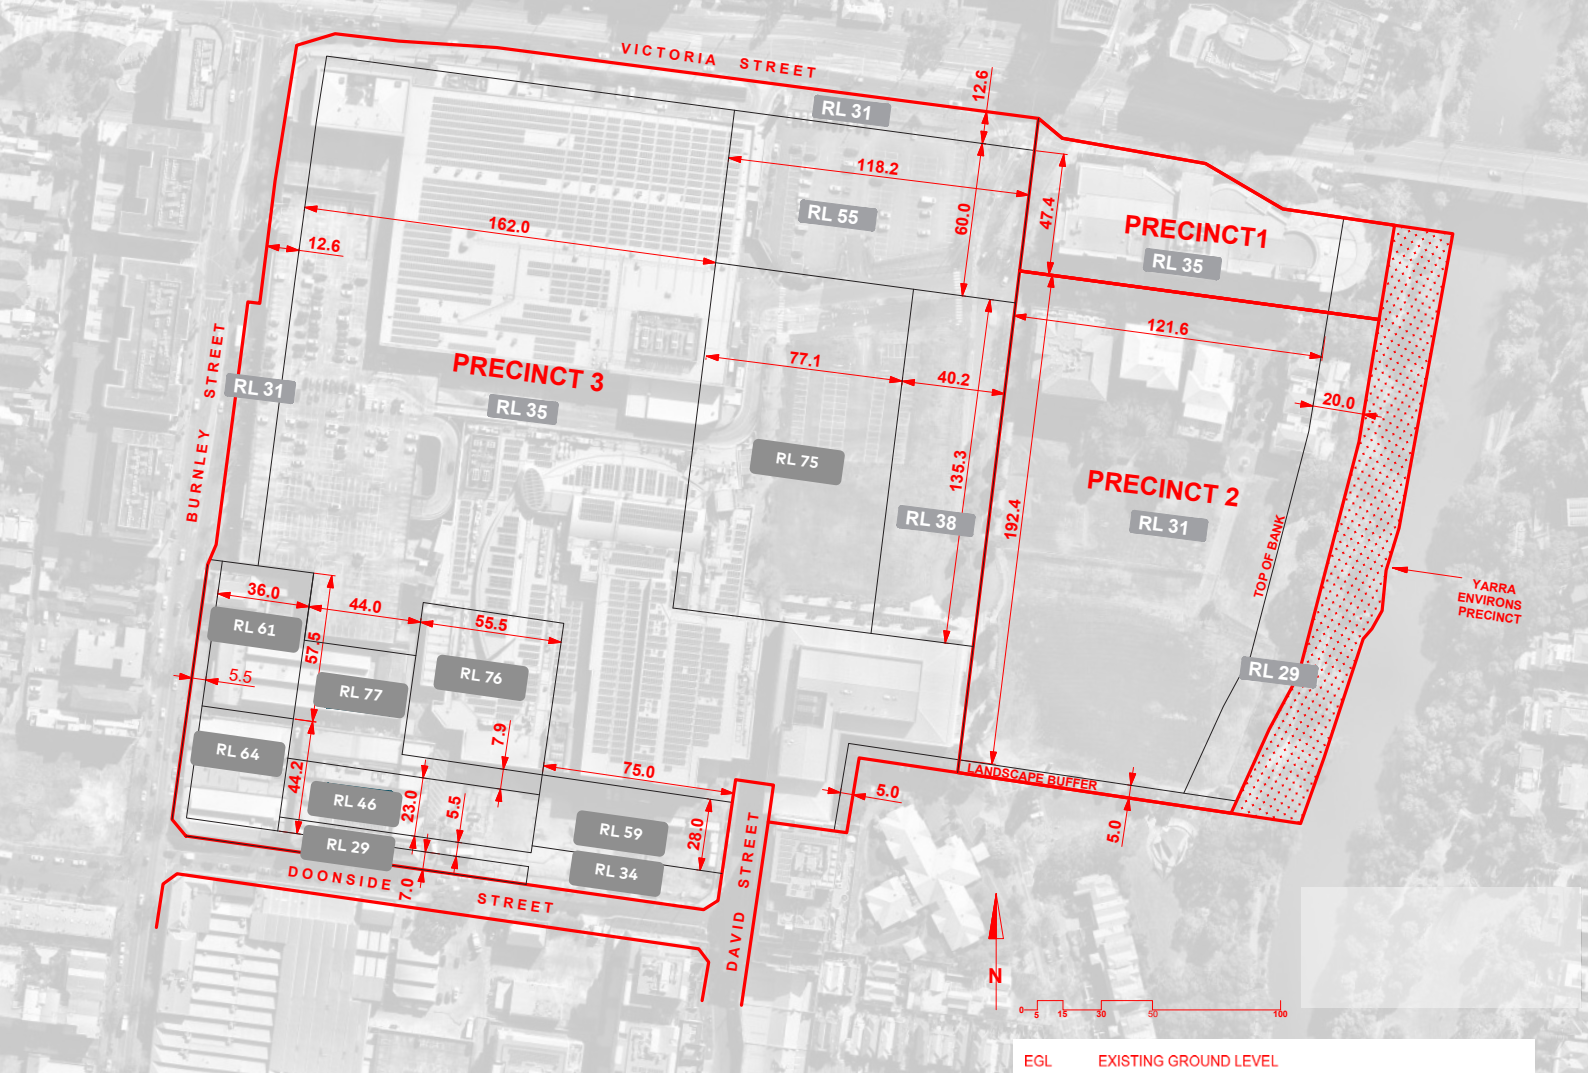 VICTORIA STREET
12.6
RL 31
118.2
RL 55
60.0
47.4
PRECINCT1
RL 35
162.0
12.6
121.6
BURNLEY STREET
RL 31
PRECINCT 3
RL 35
77.1
40.2
20.0
RL 75
135.3
RL 38
192.4
PRECINCT 2
RL 31
TOP OF BANK
YARRA
ENVIRONS
PRECINCT
36.0
44.0
55.5
RL 61
57.5
5.5
RL 77
RL 76
RL 29
RL 64
7.9
44.2
75.0
LANDSCAPE BUFFER
RL 46
23.0
5.5
5.0
5.0
RL 59
28.0
RL 29
RL 34
DOONSIDE STREET
7.0
DAVID STREET
N
0 5 15 30 50 100
EGL EXISTING GROUND LEVEL